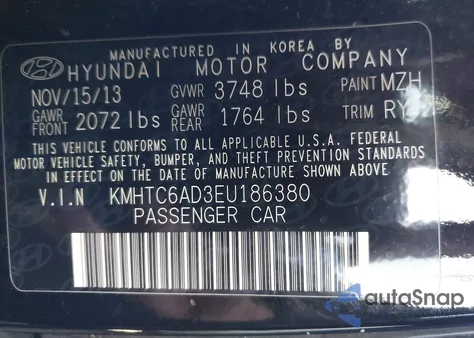 MANUFACTURED IN KOREA BY
HYUNDAI MOTOR COMPANY
NOV/15/13 GVWR 3748 lbs PAINT MZH
GAWR FRONT 2072 lbs GAWR REAR 1764 lbs TRIM RY
THIS VEHICLE CONFORMS TO ALL APPLICABLE U.S.A. FEDERAL
MOTOR VEHICLE SAFETY, BUMPER, AND THEFT PREVENTION STANDARDS IN
EFFECT ON THE DATE OF MANUFACTURE SHOWN ABOVE
V.I.N KMHTC6AD3EU186380
PASSENGER CAR
autaSnap